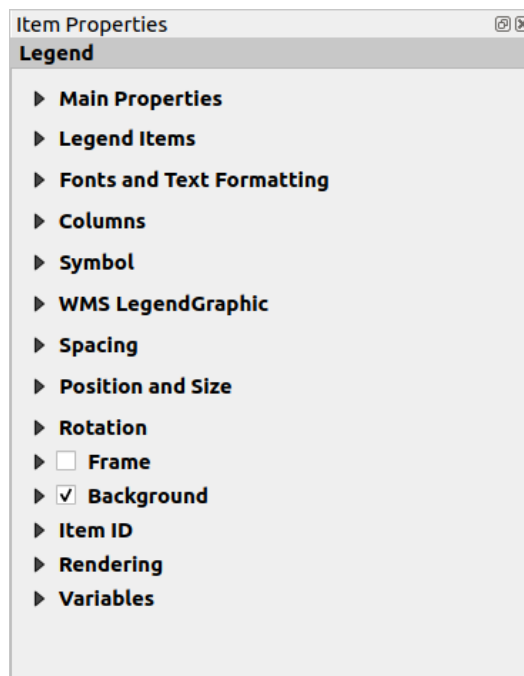 Item Properties
Legend
Main Properties
Legend Items
Fonts and Text Formatting
Columns
Symbol
WMS LegendGraphic
Spacing
Position and Size
Rotation
Frame
Background
Item ID
Rendering
Variables